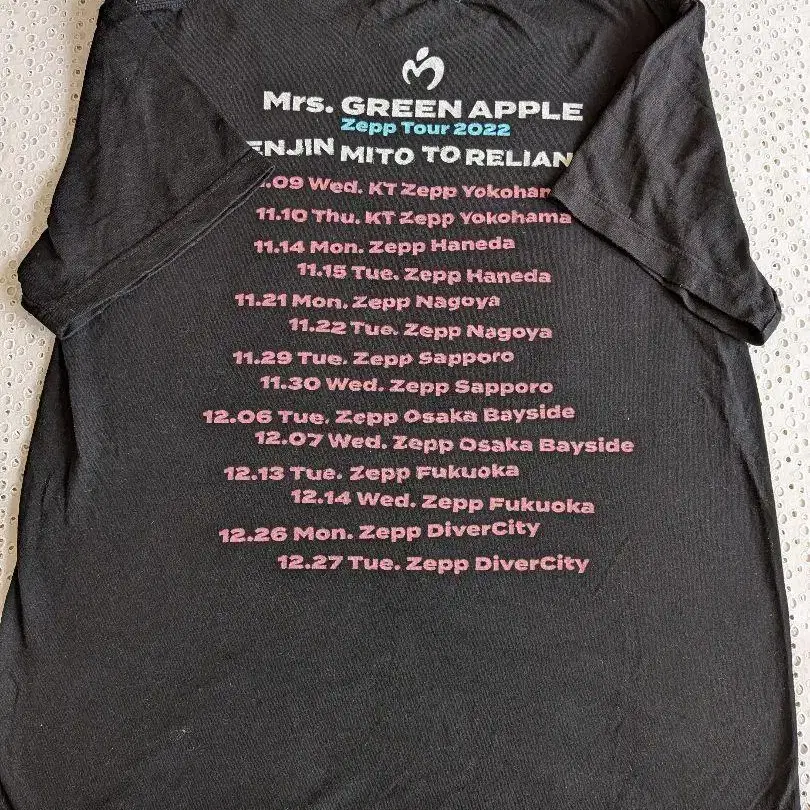 Mrs. GREEN APPLE
Zepp Tour 2022
ENJIN MITO TO RELIAN
.09 Wed. KT Zepp Yokohan
11.10 Thu. KT Zepp Yokohama
11.14 Mon. Zepp Haneda
11.15 Tue. Zepp Haneda
11.21 Mon. Zepp Nagoya
11.22 Tue. Zepp Nagoya
11.29 Tue. Zepp Sapporo
11.30 Wed. Zepp Sapporo
12.06 Tue. Zepp Osaka Bayside
12.07 Wed. Zepp Osaka Bayside
12.13 Tue. Zepp Fukuoka
12.14 Wed. Zepp Fukuoka
12.26 Mon. Zepp DiverCity
12.27 Tue. Zepp DiverCity